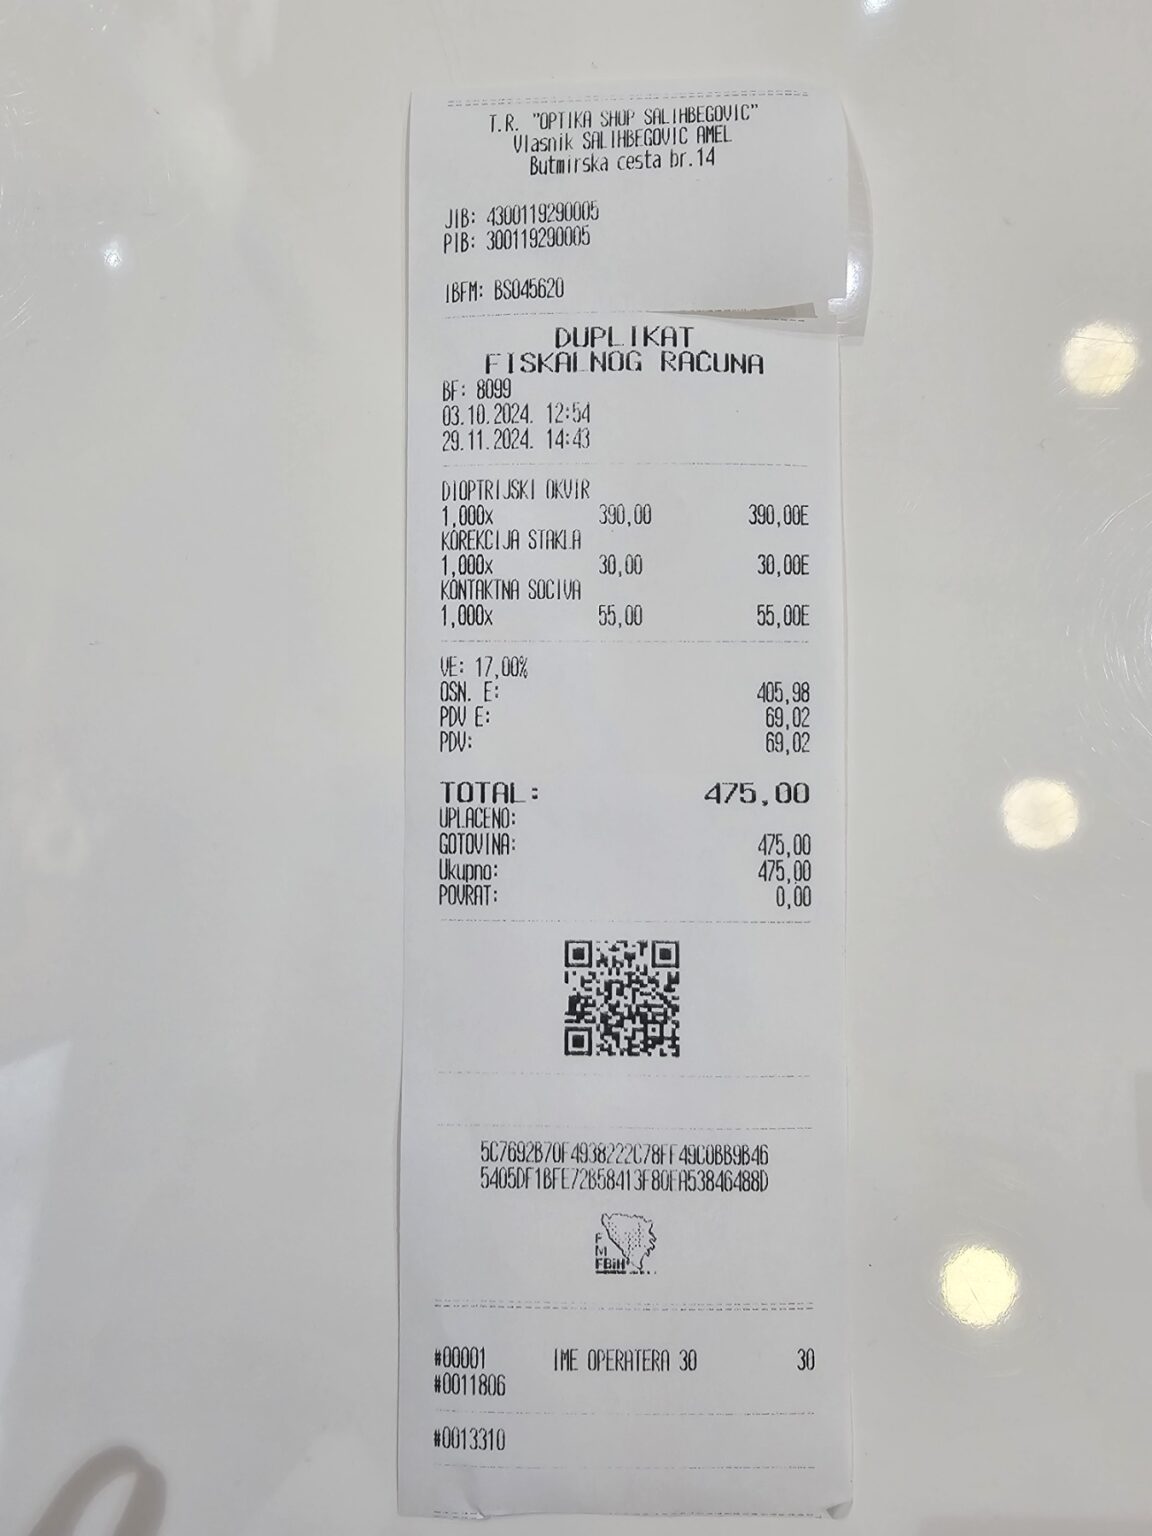 T.R. "OPTIKA SHOP SALIHBEGOVIC"
Vlasnik SALIHBEGOVIC AMEL
Butmirska cesta br.14
JIB: 4300119290005
PIB: 300119290005
IBFM: BS045620
DUPLIKAT
FISKALNOG RAČUNA
BF: 8099
03.10.2024. 12:54
29.11.2024. 14:43
DIOPTRIJSKI OKVIR
1,000x 390,00 390,00E
KOREKCIJA STAKLA
1,000x 30,00 30,00E
KONTAKTNA SOCIVA
1,000x 55,00 55,00E
VE: 17,00%
OSN. E: 405,98
PDV E: 69,02
PDV: 69,02
TOTAL: 475,00
UPLACENO:
GOTOVINA: 475,00
Ukupno: 475,00
POVRAT: 0,00
5C7692B70F4938222C78FF49C0BB9B46
5405DF1BFE72B58413F80FA53846488D
F
M
FBiH
#00001 IME OPERATERA 30 30
#0011806
#0013310